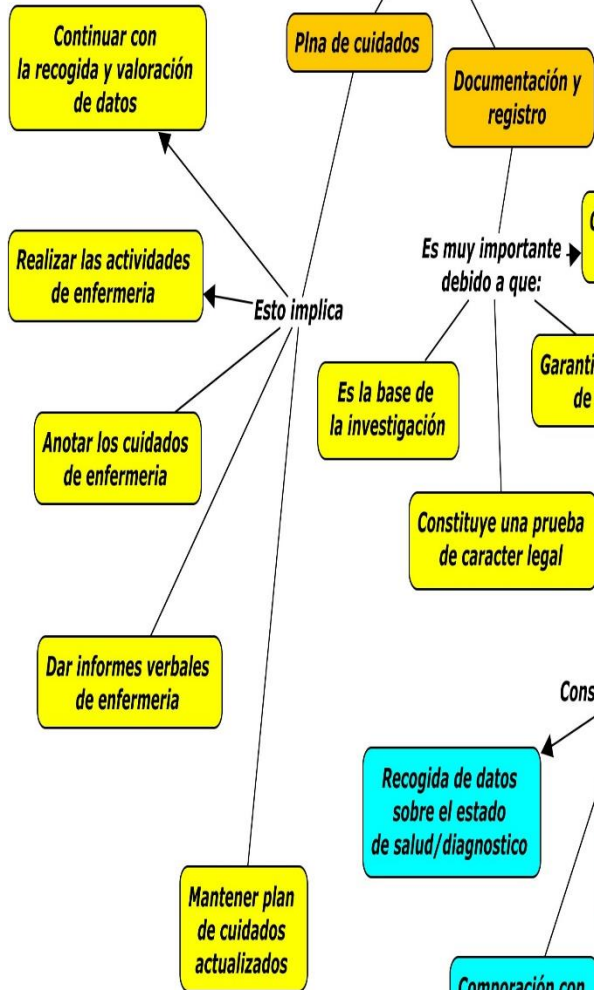 Continuar con
la recogida y valoración
de datos
Plna de cuidados
Documentación y
registro
Realizar las actividades
de enfermeria
Esto implica
Es muy importante
debido a que:
Es la base de
la investigación
Garanti
de
Anotar los cuidados
de enfermeria
Constituye una prueba
de caracter legal
Dar informes verbales
de enfermeria
Cons
Recogida de datos
sobre el estado
de salud/diagnostico
Mantener plan
de cuidados
actualizados
Comporación con